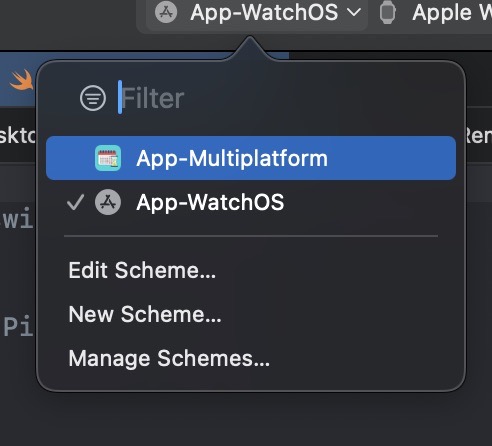 App-WatchOS
Apple W
Filter
App-Multiplatform
App-WatchOS
Edit Scheme...
New Scheme...
Manage Schemes...